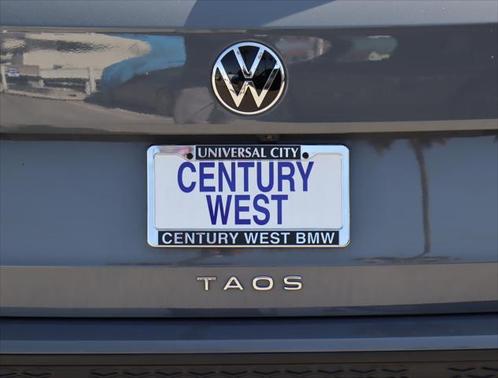 UNIVERSAL CITY
CENTURY
WEST
CENTURY WEST BMW
TAOS